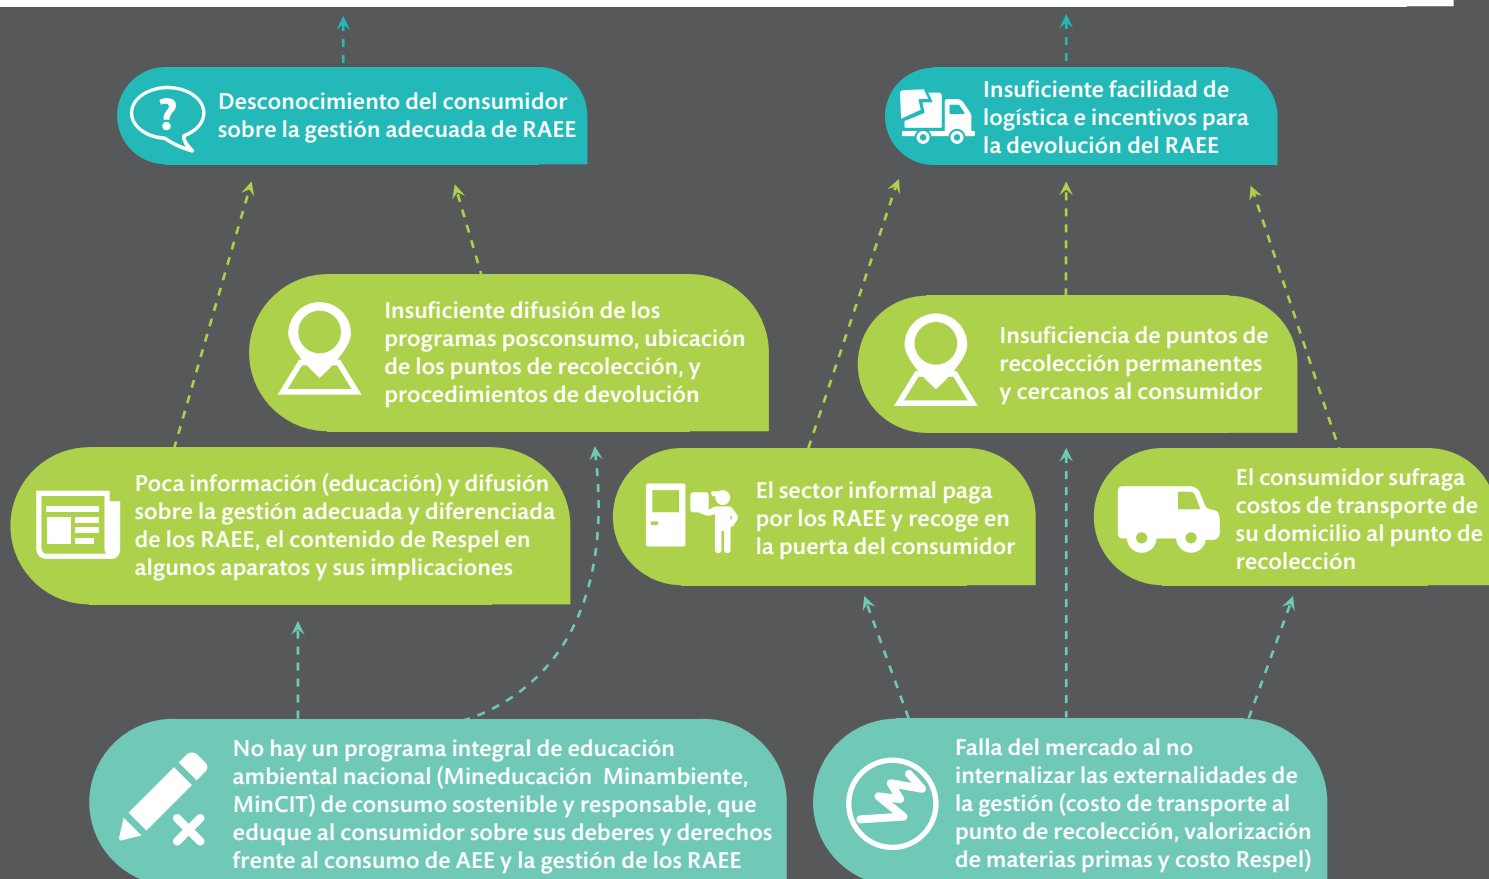 Desconocimiento del consumidor
sobre la gestión adecuada de RAEE
Insuficiente facilidad de
logística e incentivos para
la devolución del RAEE
Insuficiente difusión de los
programas posconsumo, ubicación
de los puntos de recolección, y
procedimientos de devolución
Insuficiencia de puntos de
recolección permanentes
y cercanos al consumidor
Poca información (educación) y difusión
sobre la gestión adecuada y diferenciada
de los RAEE, el contenido de Respel en
algunos aparatos y sus implicaciones
El sector informal paga
por los RAEE y recoge en
la puerta del consumidor
El consumidor sufraga
costos de transporte de
su domicilio al punto de
recolección
No hay un programa integral de educación
ambiental nacional (Mineducación  Minambiente,
MinCIT) de consumo sostenible y responsable, que
eduque al consumidor sobre sus deberes y derechos
frente al consumo de AEE y la gestión de los RAEE
Falla del mercado al no
internalizar las externalidades de
la gestión (costo de transporte al
punto de recolección, valorización
de materias primas y costo Respel)